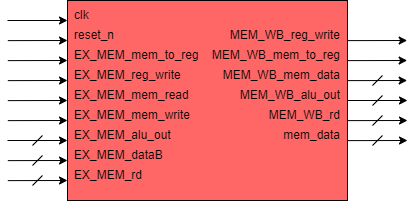 clk
reset_n
EX_MEM_mem_to_reg
EX_MEM_reg_write
EX_MEM_mem_read
EX_MEM_mem_write
EX_MEM_alu_out
EX_MEM_dataB
EX_MEM_rd
MEM_WB_reg_write
MEM_WB_mem_to_reg
MEM_WB_mem_data
MEM_WB_alu_out
MEM_WB_rd
mem_data